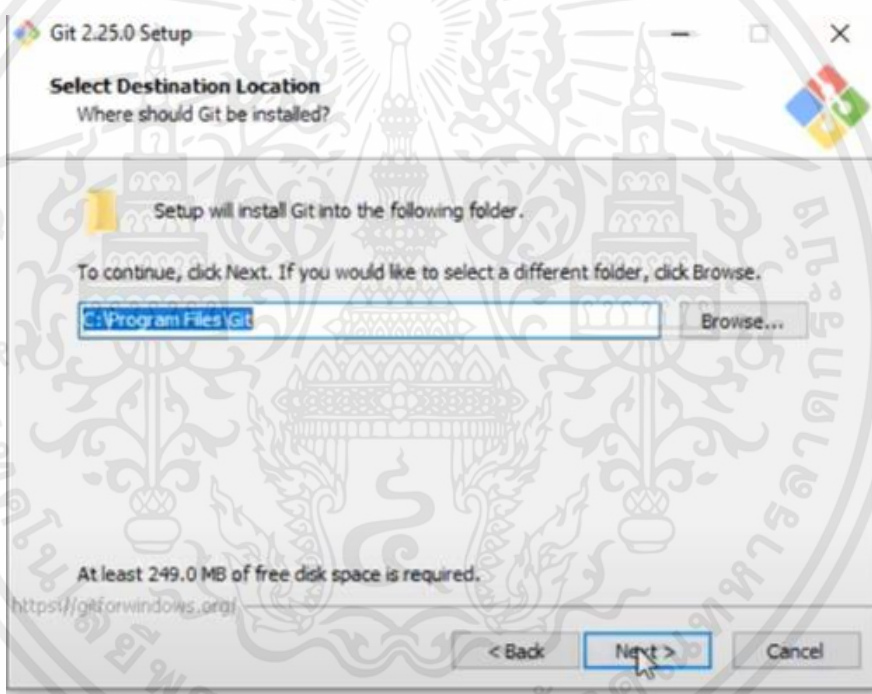 Git 2.25.0 Setup
Select Destination Location
Where should Git be installed?
Setup will install Git into the following folder.
To continue, click Next. If you would like to select a different folder, click Browse.
C:\Program Files\Git
Browse...
At least 249.0 MB of free disk space is required.
https://gitforwindows.org/
< Back
Next >
Cancel